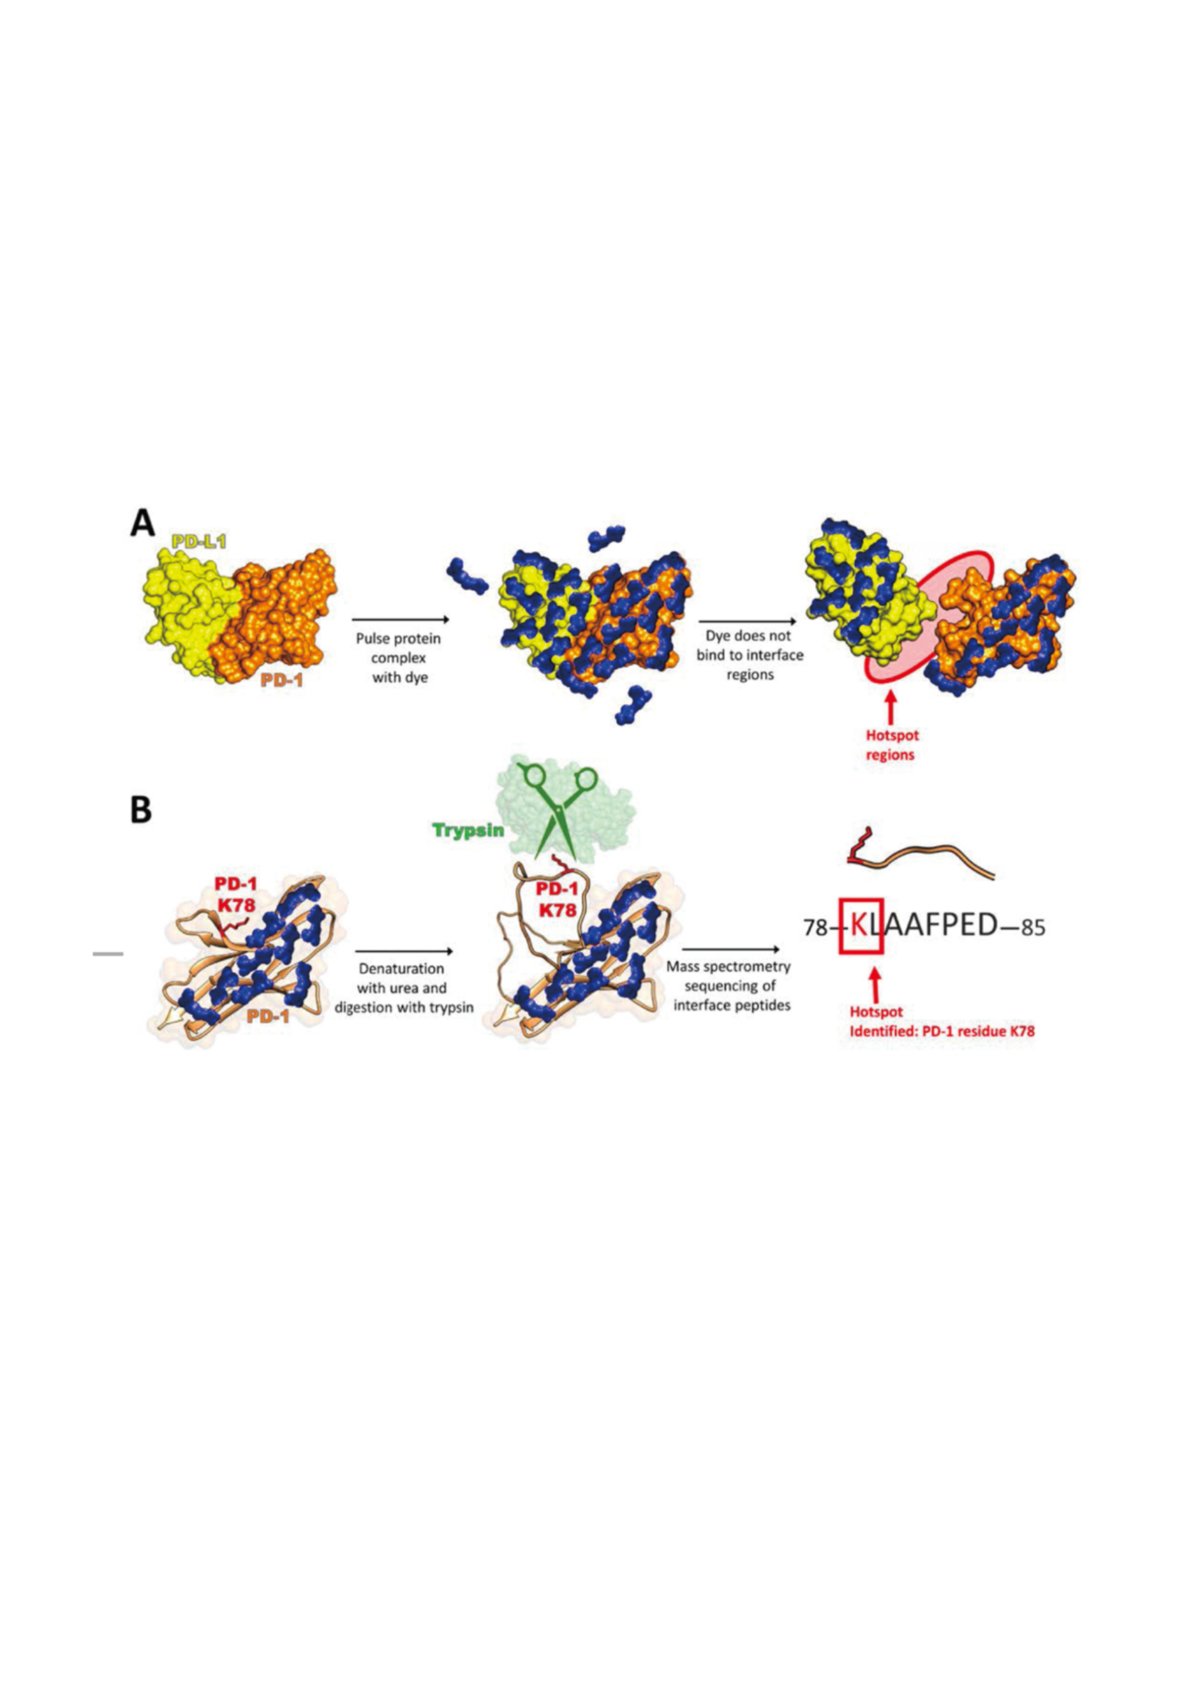 A
PD-L1
PD-1
Pulse protein
complex
with dye
Dye does not
bind to interface
regions
Hotspot
regions
B
Trypsin
PD-1
K78
PD-1
Denaturation
with urea and
digestion with trypsin
PD-1
K78
Mass spectrometry
sequencing of
interface peptides
78–KLAAFPED–85
Hotspot
Identified: PD-1 residue K78